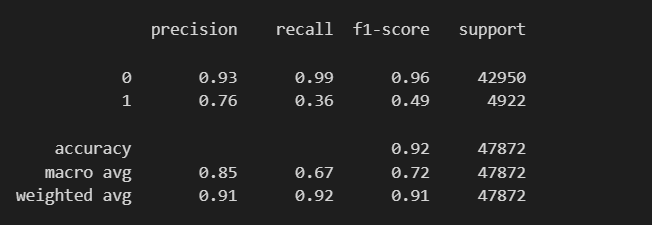 precision recall f1-score support
0 0.93 0.99 0.96 42950
1 0.76 0.36 0.49 4922
accuracy 0.92 47872
macro avg 0.85 0.67 0.72 47872
weighted avg 0.91 0.92 0.91 47872